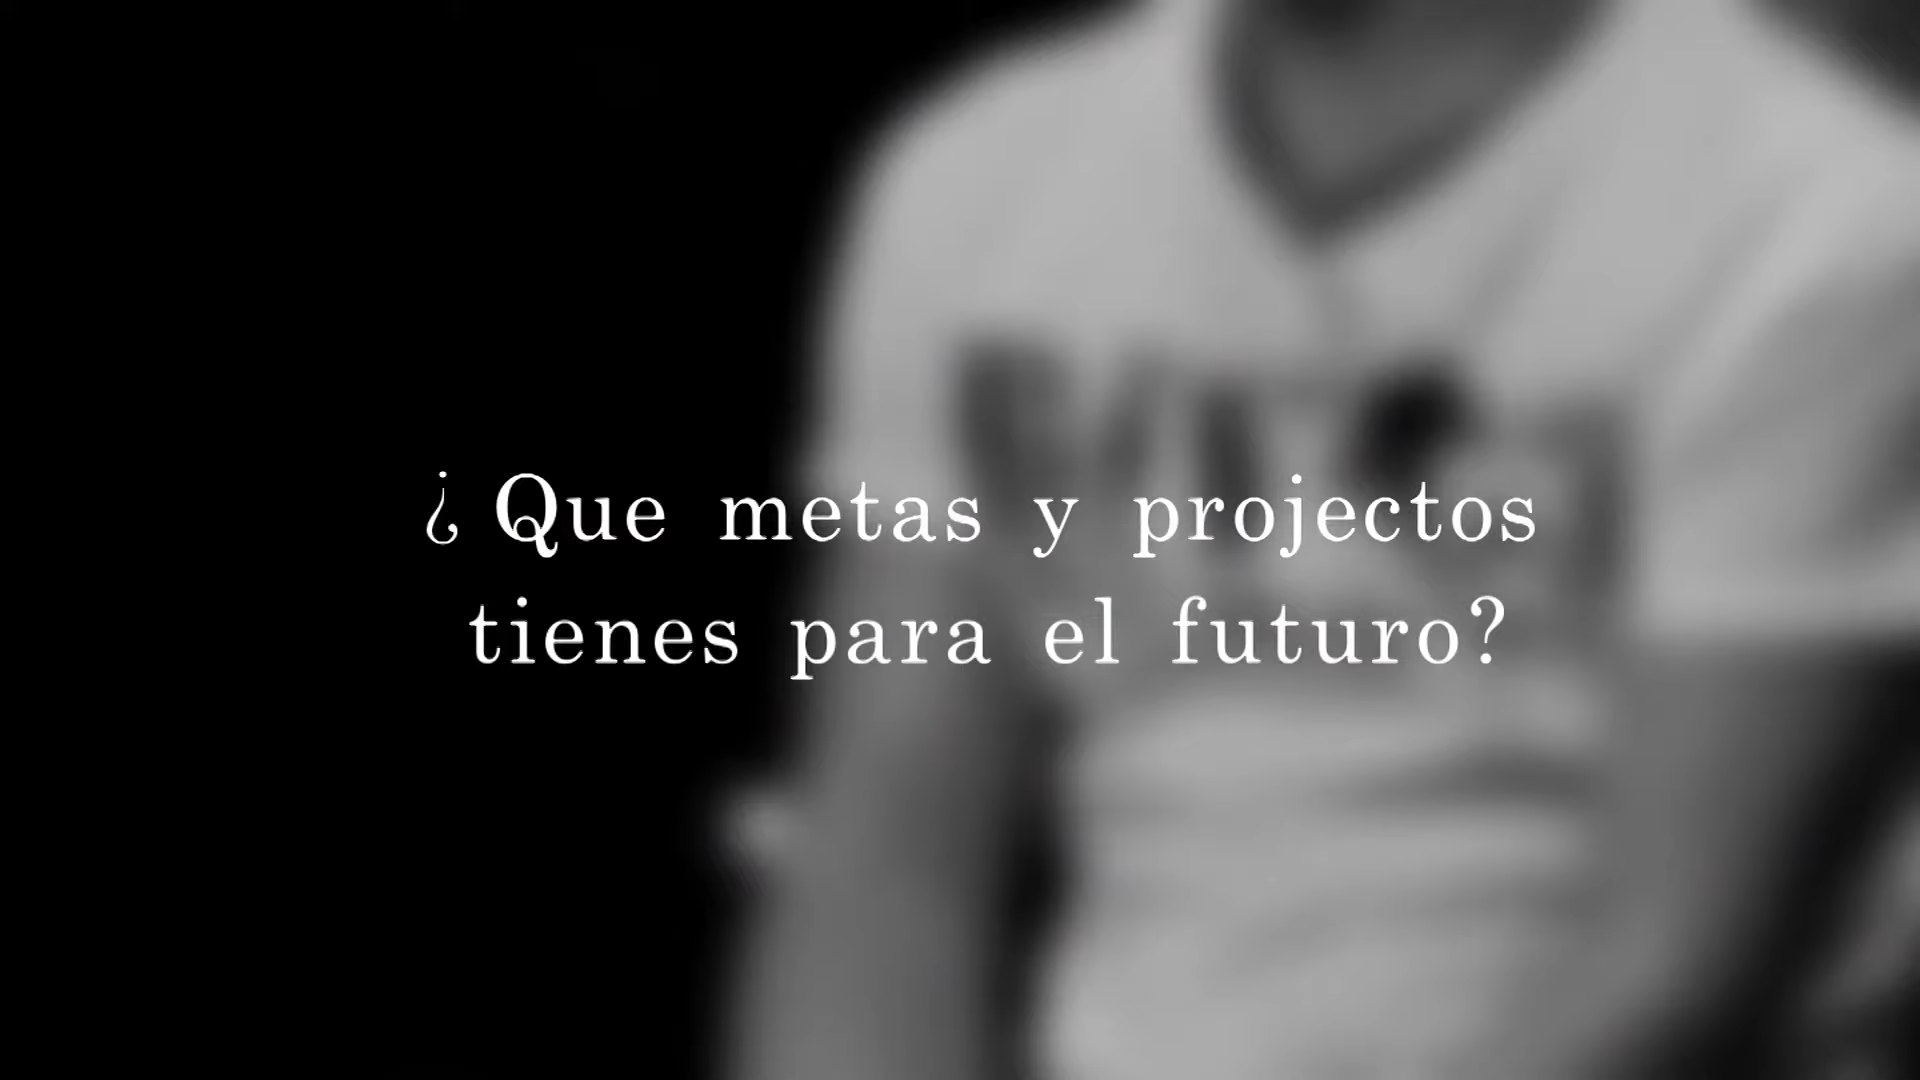 ¿ Que metas y projectos
tienes para el futuro?